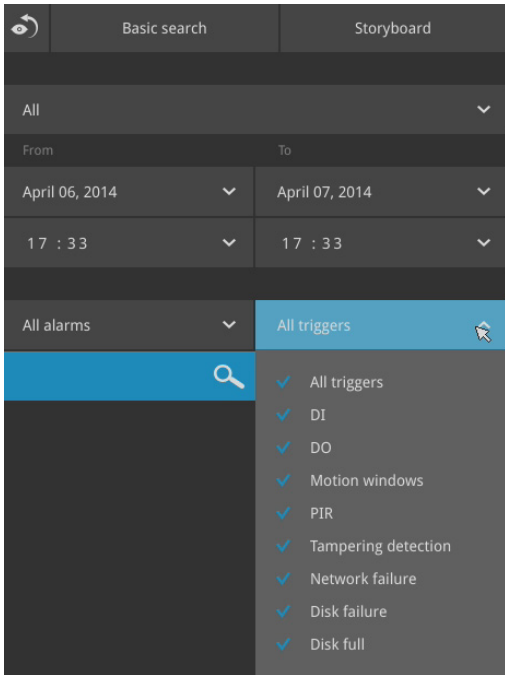 Basic search Storyboard
All
From To
April 06, 2014 April 07, 2014
17 : 33 17 : 33
All alarms All triggers
All triggers
DI
DO
Motion windows
PIR
Tampering detection
Network failure
Disk failure
Disk full